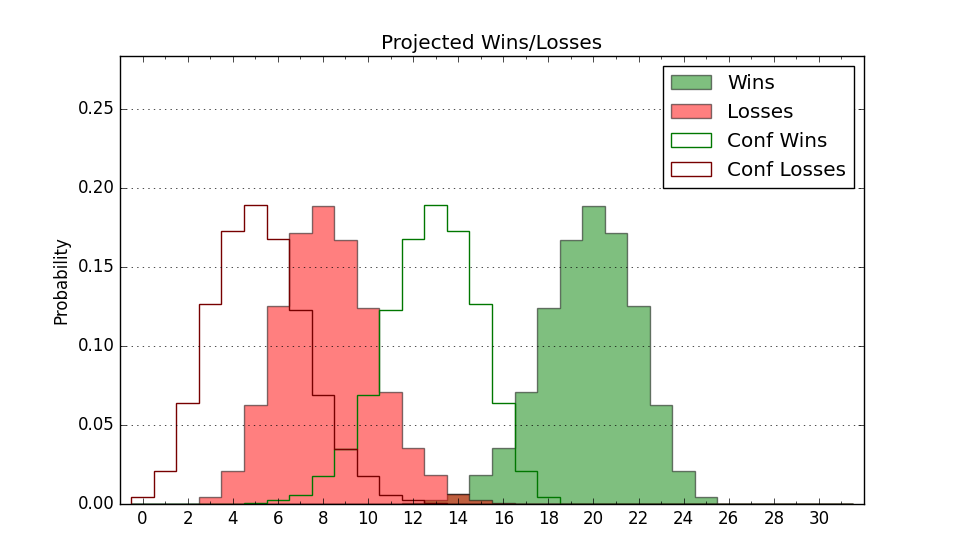 Projected Wins/Losses
Wins
Losses
Conf Wins
Conf Losses
Probability
0.25
0.20
0.15
0.10
0.05
0.00
0 2 4 6 8 10 12 14 16 18 20 22 24 26 28 30